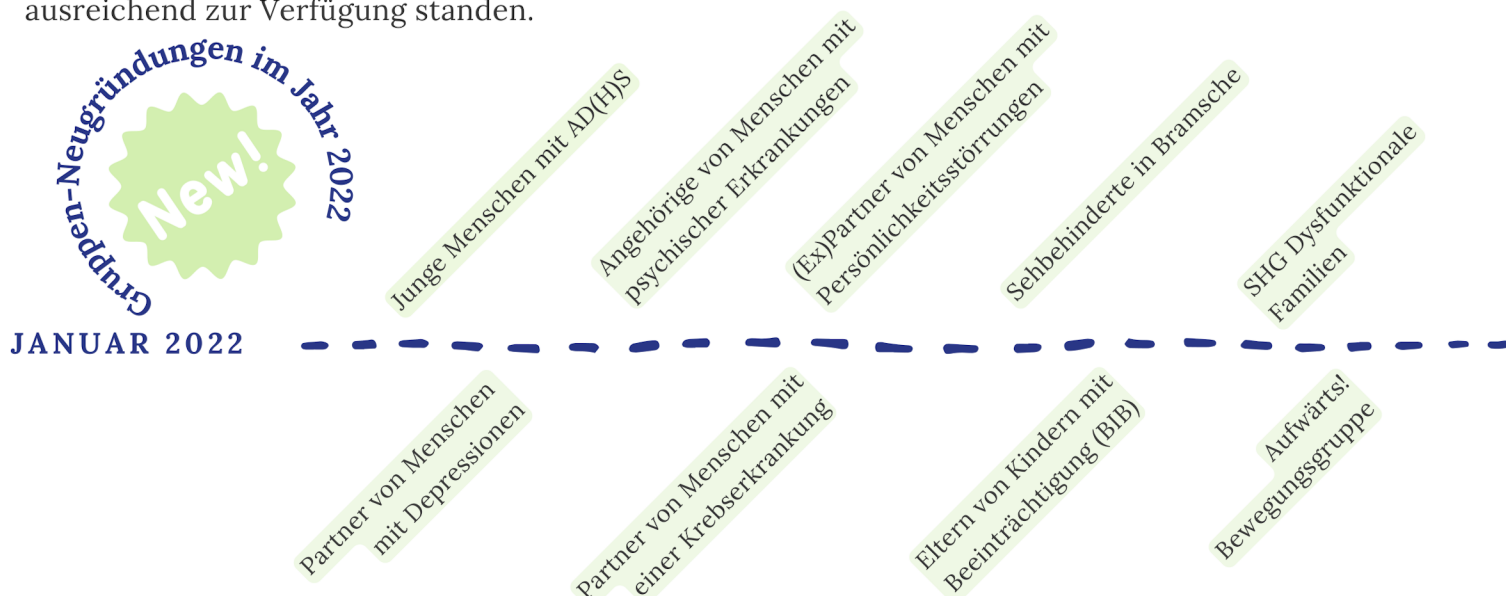 ausreichend zur Verfügung standen.
Gruppen-Neugründungen im Jahr 2022
New!
Junge Menschen mit AD(H)S
Angehörige von Menschen mit
psychischer Erkrankungen
(Ex)Partner von Menschen mit
Persönlichkeitsstörrungen
Sehbehinderte in Bramsche
SHG Dysfunktionale
Familien
JANUAR 2022
Partner von Menschen
mit Depressionen
Partner von Menschen mit
einer Krebserkrankung
Eltern von Kindern mit
Beeinträchtigung (BIB)
Aufwärts!
Bewegungsgruppe